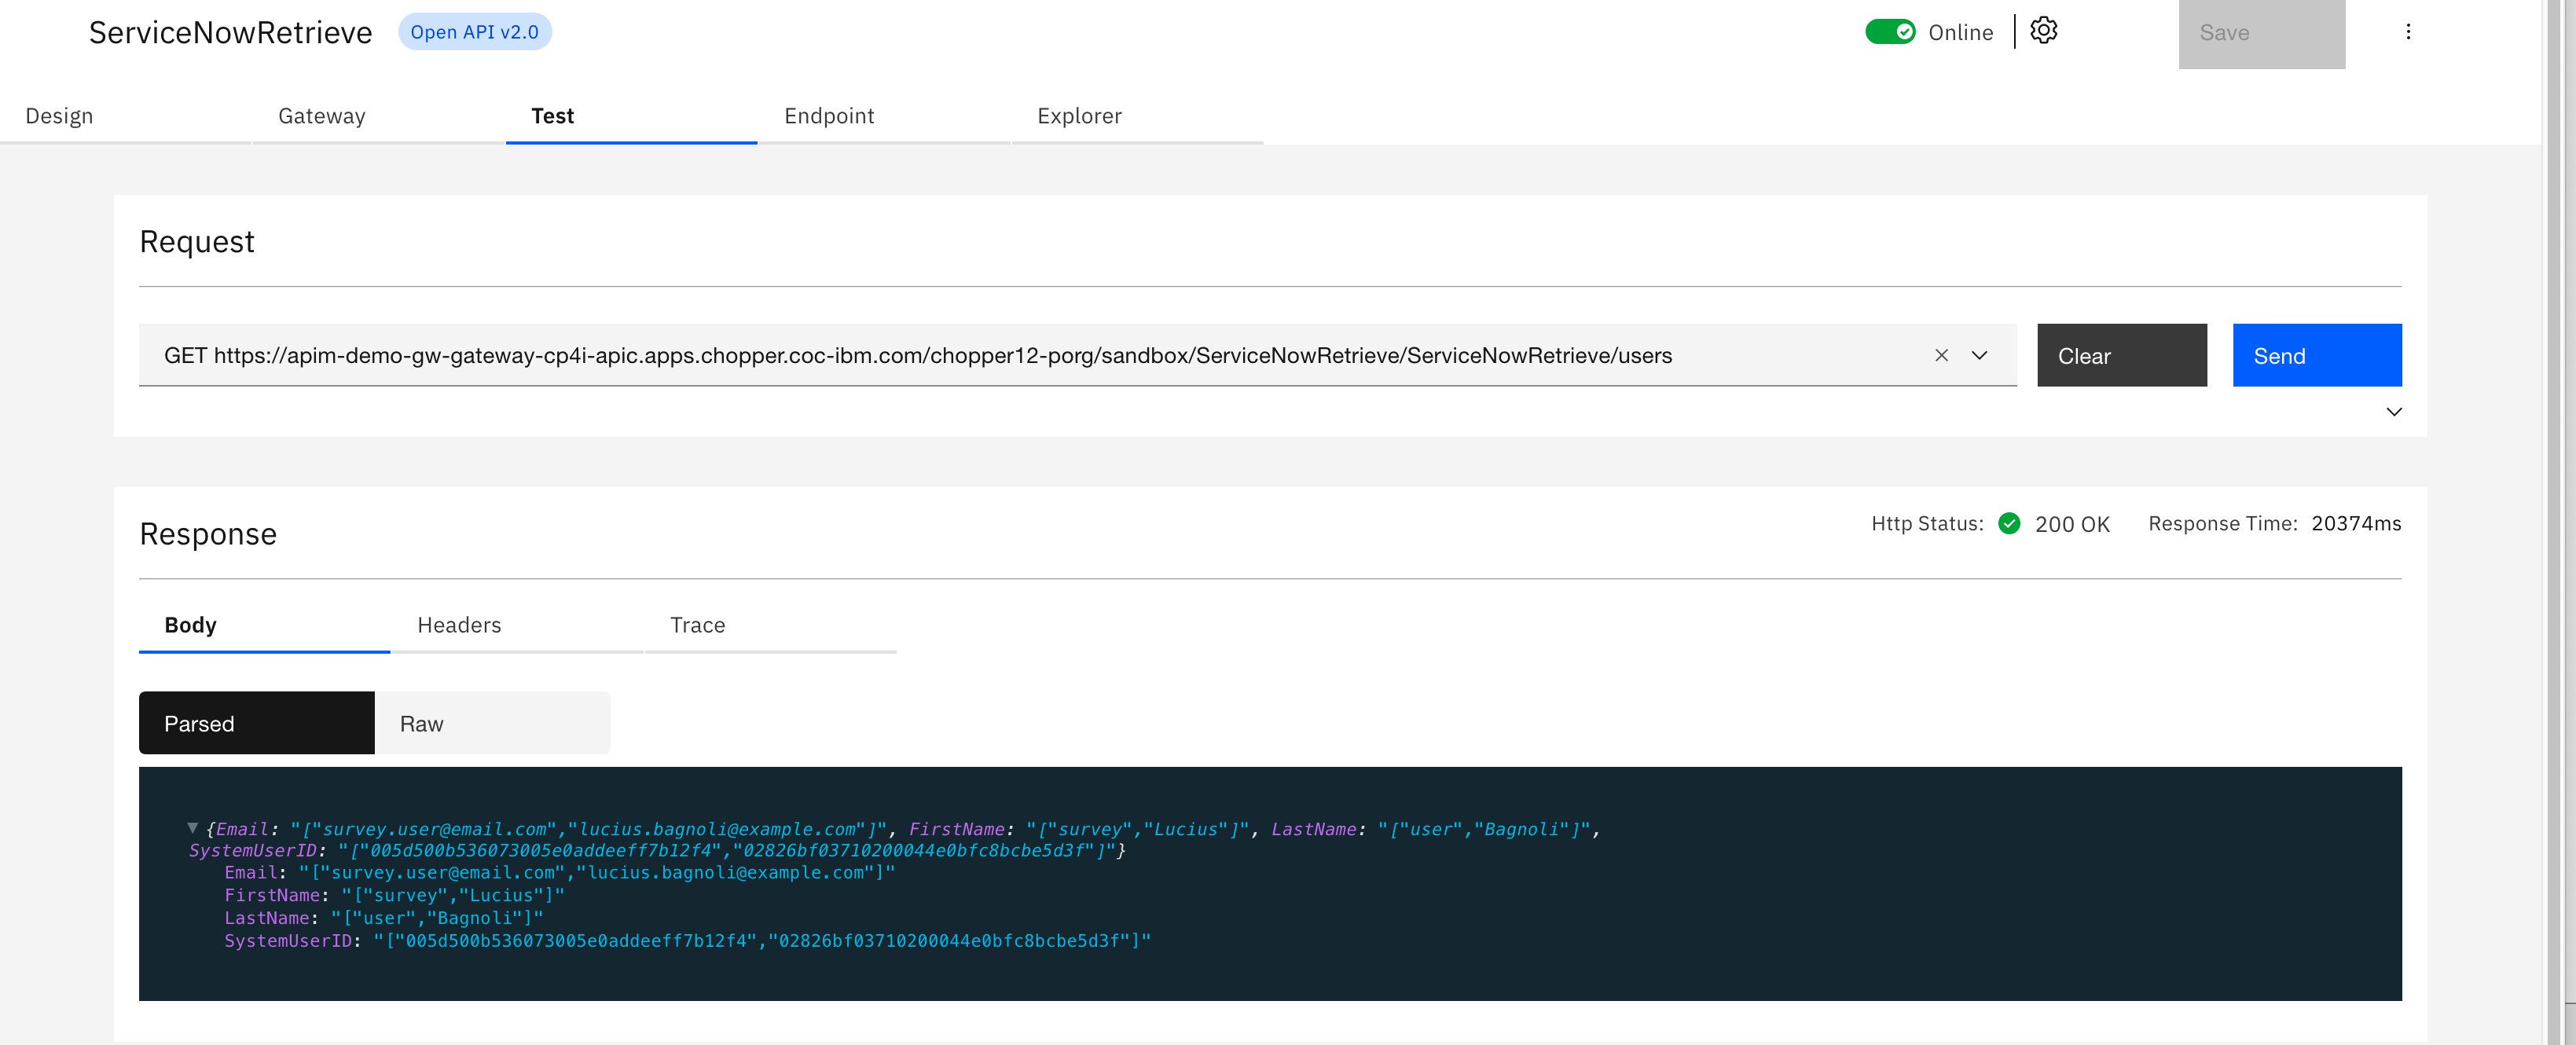 ServiceNowRetrieve Open API v2.0 Online Save
Design Gateway Test Endpoint Explorer
Request
GET https://apim-demo-gw-gateway-cp4i-apic.apps.chopper.coc-ibm.com/chopper12-porg/sandbox/ServiceNowRetrieve/ServiceNowRetrieve/users Clear Send
Response Http Status: 200 OK Response Time: 20374ms
Body Headers Trace
Parsed Raw
▼ {Email: "["survey.user@email.com","lucius.bagnoli@example.com"]", FirstName: "["survey","Lucius"]", LastName: "["user","Bagnoli"]",
SystemUserID: "["005d500b536073005e0addeeff7b12f4","02826bf03710200044e0bfc8bcbe5d3f"]"}
Email: "["survey.user@email.com","lucius.bagnoli@example.com"]"
FirstName: "["survey","Lucius"]"
LastName: "["user","Bagnoli"]"
SystemUserID: "["005d500b536073005e0addeeff7b12f4","02826bf03710200044e0bfc8bcbe5d3f"]"